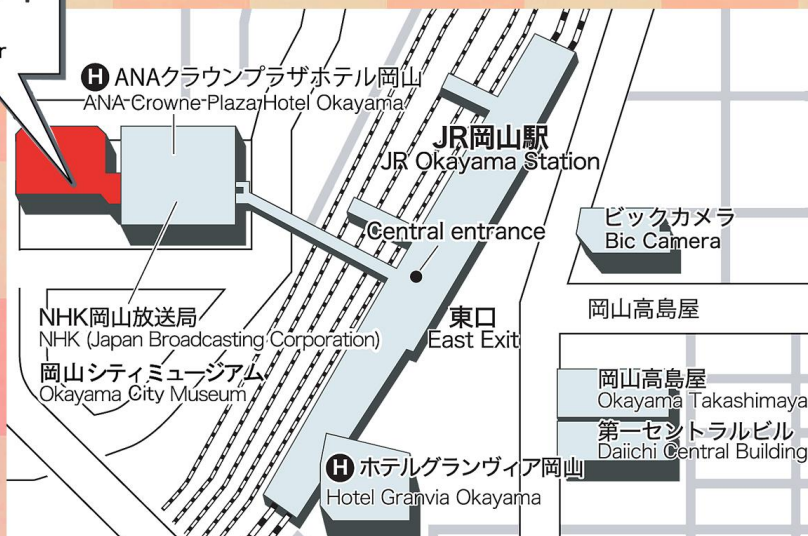 r
H ANAクラウンプラザホテル岡山
ANA Crowne Plaza Hotel Okayama
JR岡山駅
JR Okayama Station
ビックカメラ
Bic Camera
Central entrance
岡山高島屋
NHK岡山放送局
NHK (Japan Broadcasting Corporation)
東口
East Exit
岡山シティミュージアム
Okayama City Museum
岡山高島屋
Okayama Takashimaya
第一セントラルビル
Daiichi Central Building
H ホテルグランヴィア岡山
Hotel Granvia Okayama